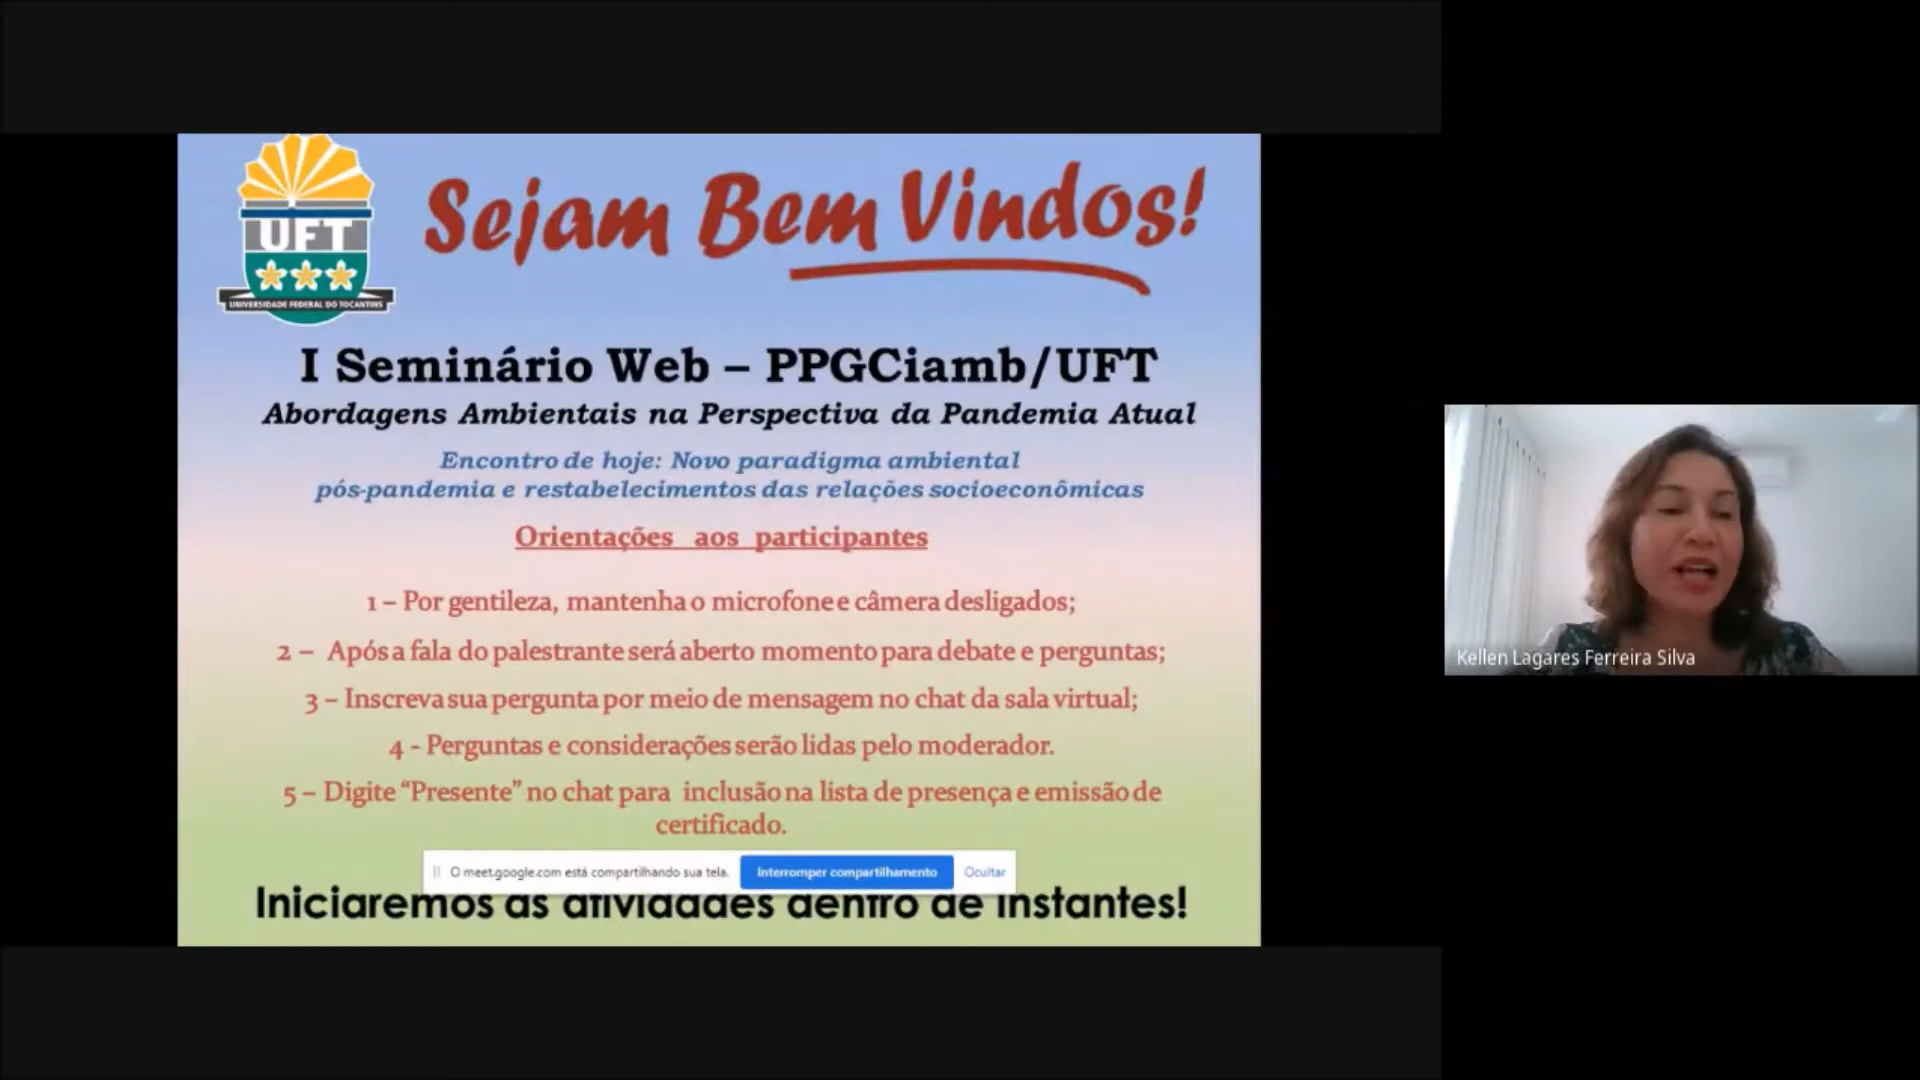 UFT
UNIVERSIDADE FEDERAL DO TOCANTINS
Sejam Bem Vindos!
I Seminário Web – PPGCiamb/UFT
Abordagens Ambientais na Perspectiva da Pandemia Atual
Encontro de hoje: Novo paradigma ambiental
pós-pandemia e restabelecimentos das relações socioeconômicas
Orientações aos participantes
1 – Por gentileza, mantenha o microfone e câmera desligados;
2 – Após a fala do palestrante será aberto momento para debate e perguntas;
3 – Inscreva sua pergunta por meio de mensagem no chat da sala virtual;
4 - Perguntas e considerações serão lidas pelo moderador.
5 – Digite “Presente” no chat para inclusão na lista de presença e emissão de
certificado.
O meet.google.com está compartilhando sua tela. Interromper compartilhamento Ocultar
Iniciaremos as atividades dentro de instantes!
Kellen Lagares Ferreira Silva